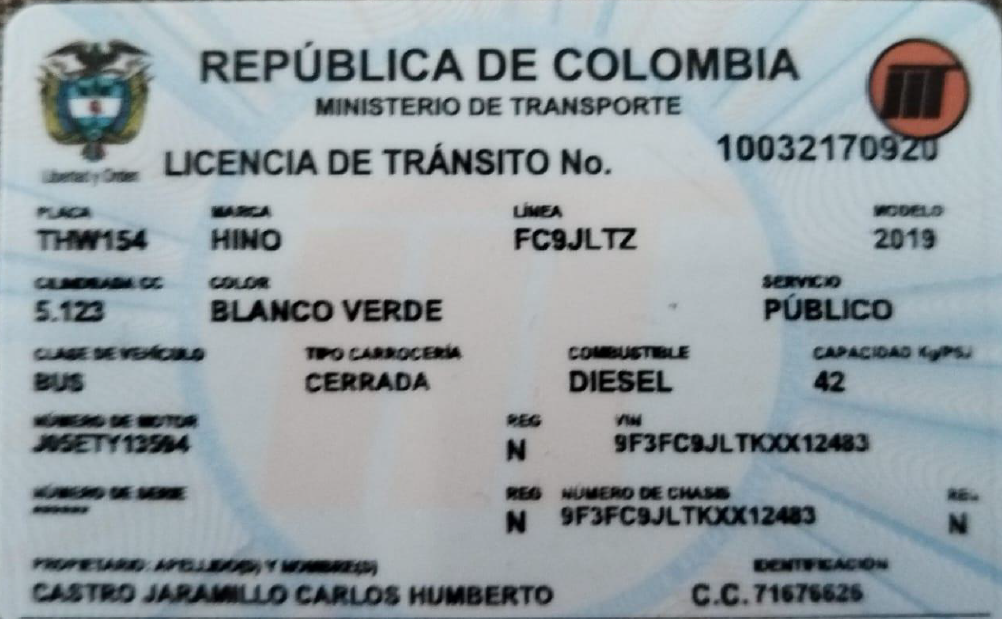 REPÚBLICA DE COLOMBIA
MINISTERIO DE TRANSPORTE
Libertad y Orden
LICENCIA DE TRÁNSITO No. 10032170920
PLACA MARCA LÍNEA MODELO
THW154 HINO FC9JLTZ 2019
CILINDRADA CC COLOR SERVICIO
5.123 BLANCO VERDE PÚBLICO
CLASE DE VEHÍCULO TIPO CARROCERÍA COMBUSTIBLE CAPACIDAD Kg/PSJ
BUS CERRADA DIESEL 42
NÚMERO DE MOTOR REG VIN
J05ETY13594 N 9F3FC9JLTKXX12483
NÚMERO DE SERIE REG NÚMERO DE CHASIS REG
****** N 9F3FC9JLTKXX12483 N
PROPIETARIO: APELLIDO(S) Y NOMBRE(S) IDENTIFICACIÓN
CASTRO JARAMILLO CARLOS HUMBERTO C.C. 71676626